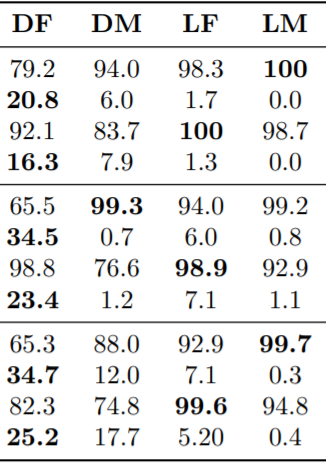 DF DM LF LM
79.2 94.0 98.3 100
20.8 6.0 1.7 0.0
92.1 83.7 100 98.7
16.3 7.9 1.3 0.0
65.5 99.3 94.0 99.2
34.5 0.7 6.0 0.8
98.8 76.6 98.9 92.9
23.4 1.2 7.1 1.1
65.3 88.0 92.9 99.7
34.7 12.0 7.1 0.3
82.3 74.8 99.6 94.8
25.2 17.7 5.20 0.4